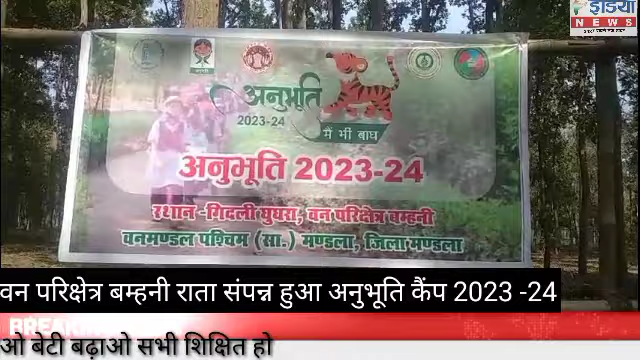 इंडिया
NEWS
अनुभूति
2023-24
मैं भी बाघ
अनुभूति 2023-24
स्थान -गिदली घुघरा, वन परिक्षेत्र बम्हनी
वनमण्डल पश्चिम (सा.) मण्डला, जिला मण्डला
वन परिक्षेत्र बम्हनी राता संपन्न हुआ अनुभूति कैंप 2023 -24
BREAKING
ओ बेटी बढ़ाओ सभी शिक्षित हो